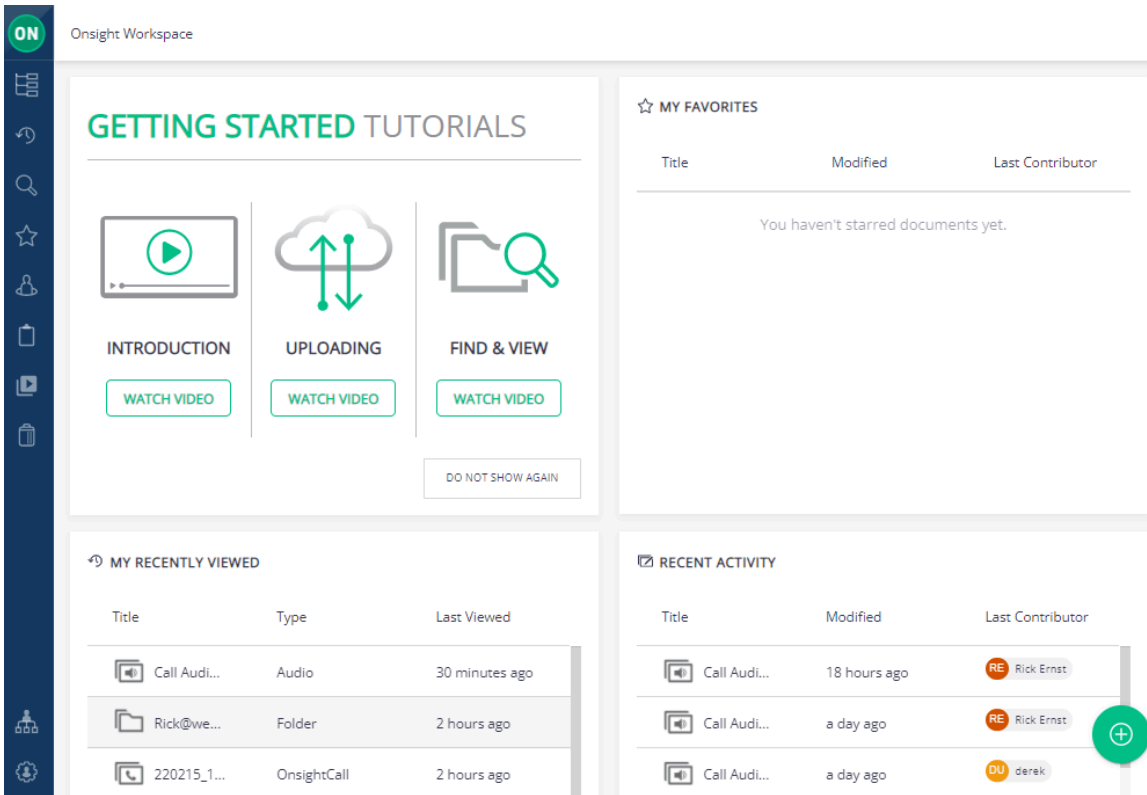 ON
Onsight Workspace
GETTING STARTED TUTORIALS
INTRODUCTION
WATCH VIDEO
UPLOADING
WATCH VIDEO
FIND & VIEW
WATCH VIDEO
DO NOT SHOW AGAIN
MY FAVORITES
Title Modified Last Contributor
You haven't starred documents yet.
MY RECENTLY VIEWED
Title Type Last Viewed
Call Audi... Audio 30 minutes ago
Rick@we... Folder 2 hours ago
220215_1... OnsightCall 2 hours ago
RECENT ACTIVITY
Title Modified Last Contributor
Call Audi... 18 hours ago RE Rick Ernst
Call Audi... a day ago RE Rick Ernst
Call Audi... a day ago DU derek